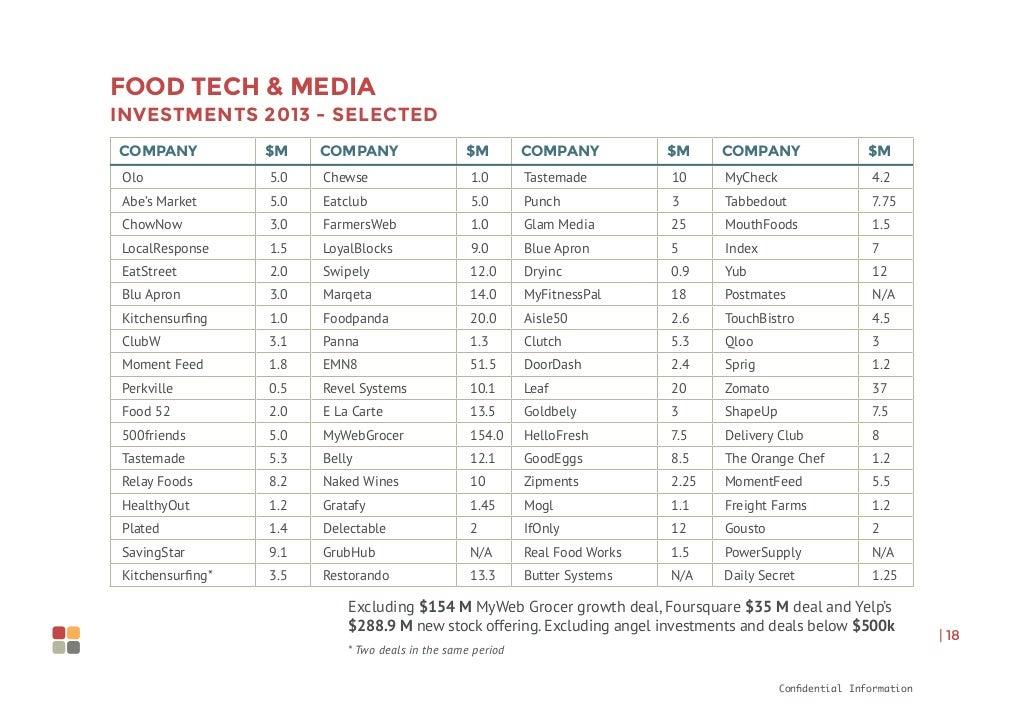 FOOD TECH & MEDIA
INVESTMENTS 2013 - SELECTED
COMPANY $M COMPANY $M COMPANY $M COMPANY $M
Olo 5.0 Chewse 1.0 Tastemade 10 MyCheck 4.2
Abe's Market 5.0 Eatclub 5.0 Punch 3 Tabbedout 7.75
ChowNow 3.0 FarmersWeb 1.0 Glam Media 25 MouthFoods 1.5
LocalResponse 1.5 LoyalBlocks 9.0 Blue Apron 5 Index 7
EatStreet 2.0 Swipely 12.0 Dryinc 0.9 Yub 12
Blu Apron 3.0 Marqeta 14.0 MyFitnessPal 18 Postmates N/A
Kitchensurfing 1.0 Foodpanda 20.0 Aisle50 2.6 TouchBistro 4.5
ClubW 3.1 Panna 1.3 Clutch 5.3 Qloo 3
Moment Feed 1.8 EMN8 51.5 DoorDash 2.4 Sprig 1.2
Perkville 0.5 Revel Systems 10.1 Leaf 20 Zomato 37
Food 52 2.0 E La Carte 13.5 Goldbely 3 ShapeUp 7.5
500friends 5.0 MyWebGrocer 154.0 HelloFresh 7.5 Delivery Club 8
Tastemade 5.3 Belly 12.1 GoodEggs 8.5 The Orange Chef 1.2
Relay Foods 8.2 Naked Wines 10 Zipments 2.25 MomentFeed 5.5
HealthyOut 1.2 Gratafy 1.45 Mogl 1.1 Freight Farms 1.2
Plated 1.4 Delectable 2 IfOnly 12 Gousto 2
SavingStar 9.1 GrubHub N/A Real Food Works 1.5 PowerSupply N/A
Kitchensurfing* 3.5 Restorando 13.3 Butter Systems N/A Daily Secret 1.25
Excluding $154 M MyWeb Grocer growth deal, Foursquare $35 M deal and Yelp's
$288.9 M new stock offering. Excluding angel investments and deals below $500k
* Two deals in the same period
| 18
Confidential Information